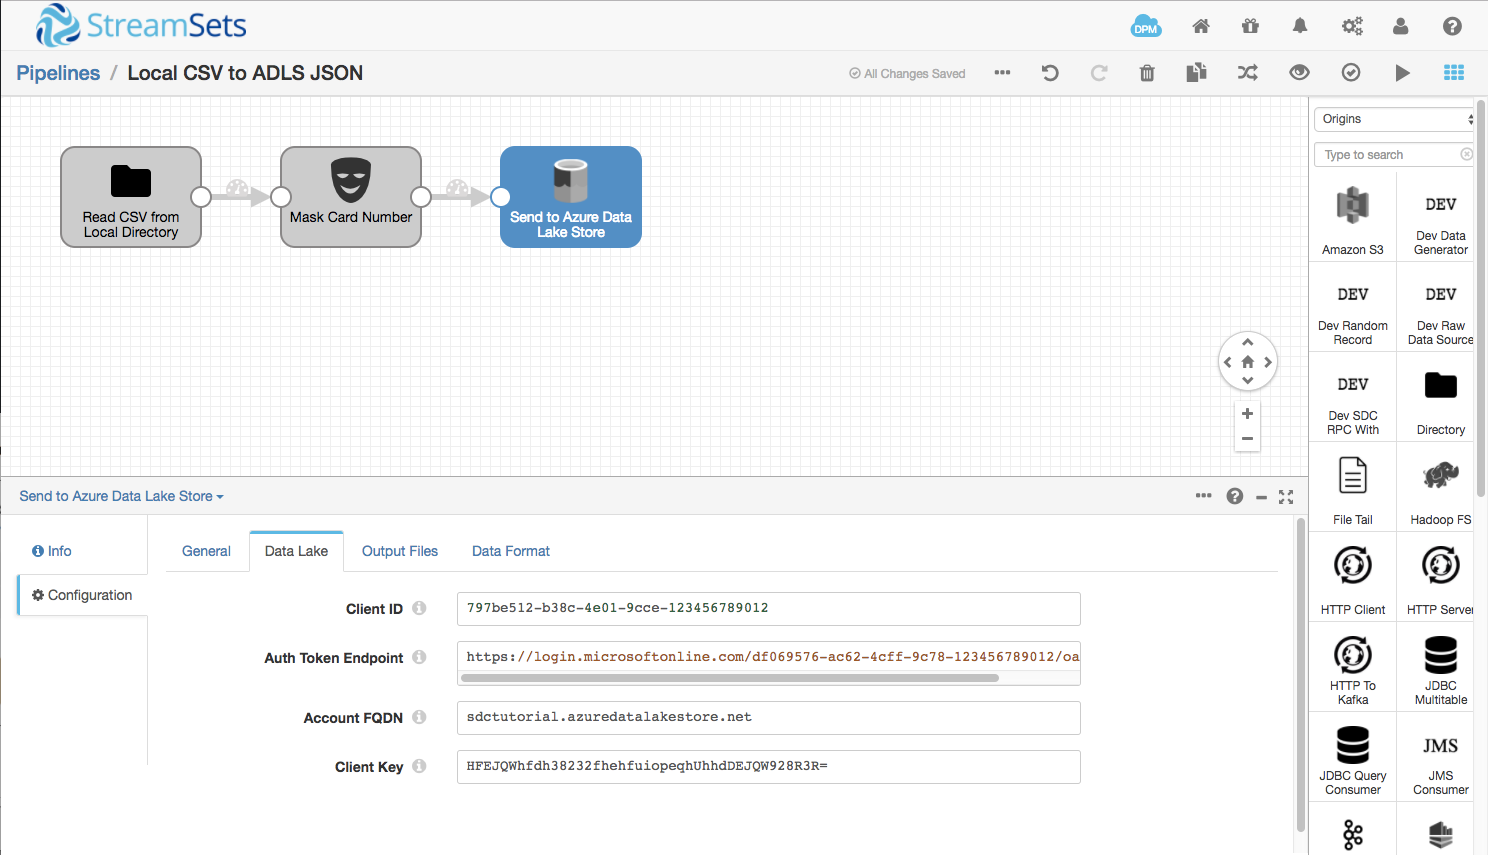 StreamSets
DPM
Pipelines / Local CSV to ADLS JSON
All Changes Saved
Read CSV from
Local Directory
Mask Card Number
Send to Azure Data
Lake Store
Origins
Type to search
Amazon S3
DEV
Dev Data
Generator
DEV
Dev Random
Record
DEV
Dev Raw
Data Source
DEV
Dev SDC
RPC With
Directory
File Tail
Hadoop FS
HTTP Client
HTTP Server
HTTP To
Kafka
JDBC
Multitable
JDBC Query
Consumer
JMS
JMS
Consumer
Send to Azure Data Lake Store
Info
Configuration
General
Data Lake
Output Files
Data Format
Client ID
797be512-b38c-4e01-9cce-123456789012
Auth Token Endpoint
https://login.microsoftonline.com/df069576-ac62-4cff-9c78-123456789012/oa
Account FQDN
sdctutorial.azuredatalakestore.net
Client Key
HFEJQWhfdh38232fhehfuiopeqhUhhdDEJQW928R3R=